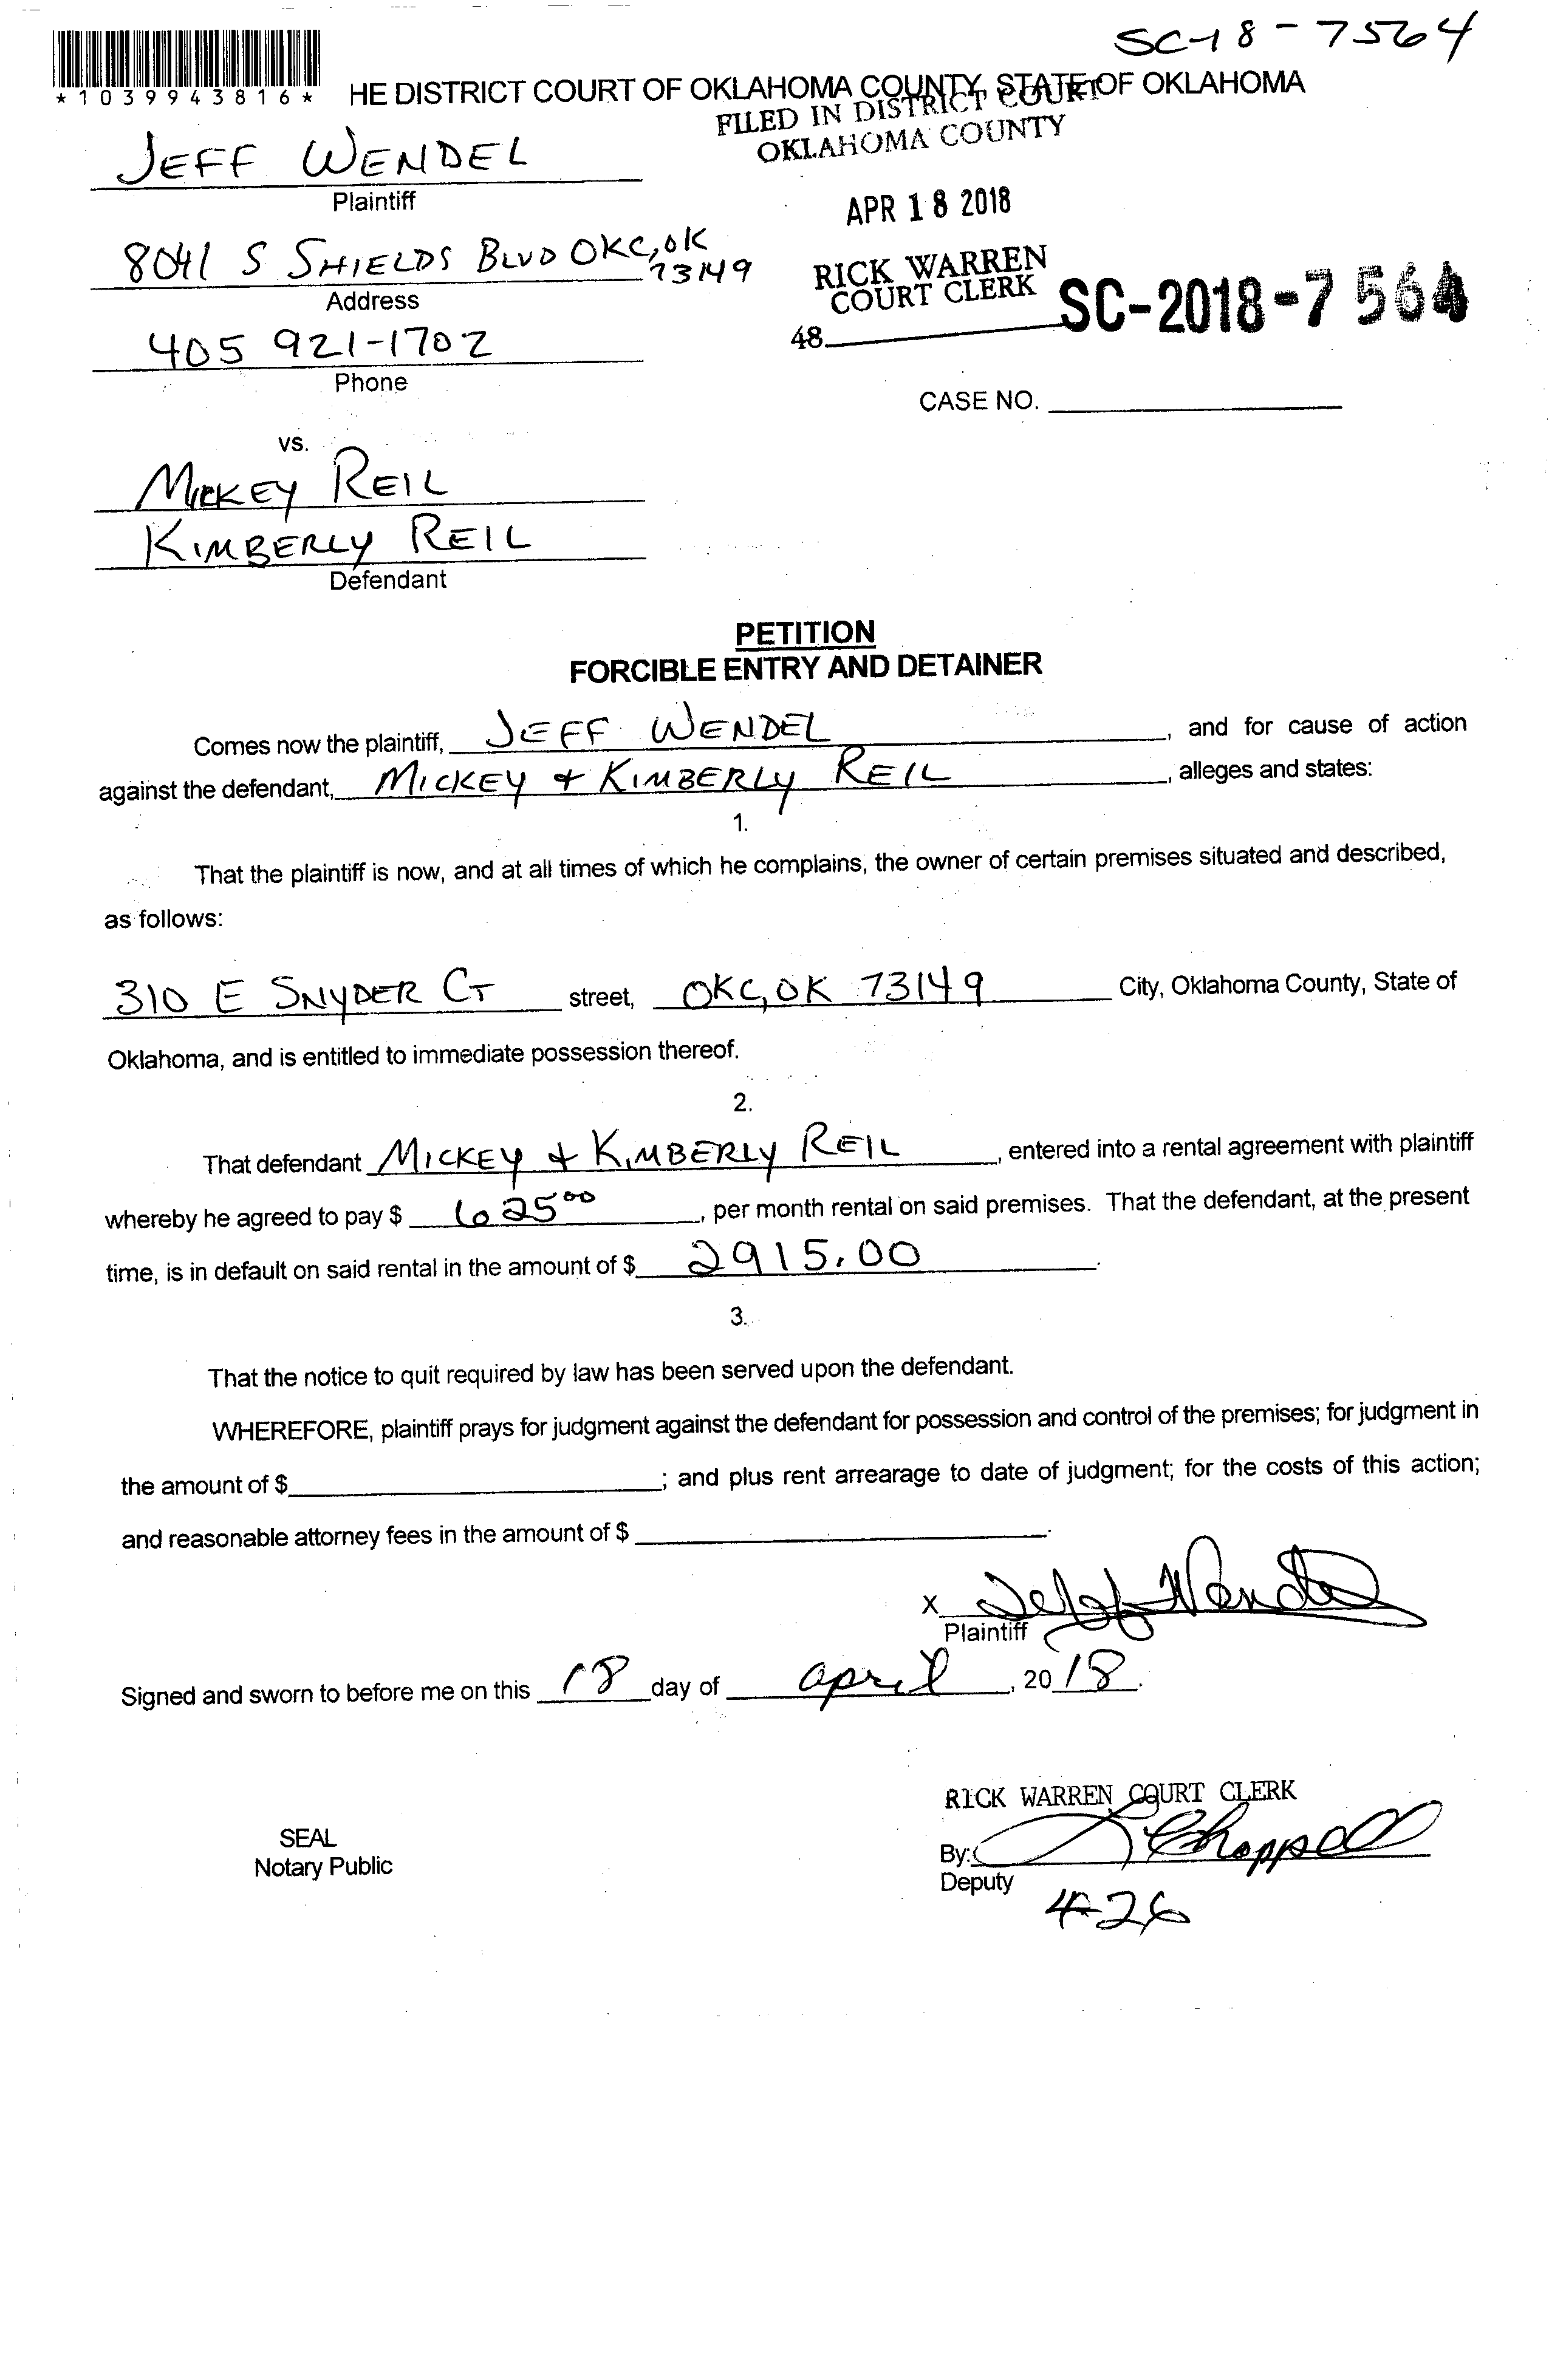 SC-18-7564
*1039943816*
HE DISTRICT COURT OF OKLAHOMA COUNTY, STATE OF OKLAHOMA
FILED IN DISTRICT COURT
OKLAHOMA COUNTY
JEFF WENDEL
Plaintiff
APR 18 2018
8041 S SHIELDS BLVD OKC, OK
73149
Address
RICK WARREN
COURT CLERK
SC-2018-7564
48
405 921-1702
Phone
CASE NO.
vs.
MICKEY REIL
KIMBERLY REIL
Defendant
PETITION
FORCIBLE ENTRY AND DETAINER
Comes now the plaintiff, JEFF WENDEL, and for cause of action
against the defendant, MICKEY & KIMBERLY REIL, alleges and states:
1.
That the plaintiff is now, and at all times of which he complains, the owner of certain premises situated and described,
as follows:
310 E SNYDER CT street, OKC, OK 73149 City, Oklahoma County, State of
Oklahoma, and is entitled to immediate possession thereof.
2.
That defendant MICKEY & KIMBERLY REIL, entered into a rental agreement with plaintiff
whereby he agreed to pay $ 625 00, per month rental on said premises. That the defendant, at the present
time, is in default on said rental in the amount of $ 2915.00.
3.
That the notice to quit required by law has been served upon the defendant.
WHEREFORE, plaintiff prays for judgment against the defendant for possession and control of the premises; for judgment in
the amount of $ ; and plus rent arrearage to date of judgment; for the costs of this action;
and reasonable attorney fees in the amount of $ .
X Jeff Wendel
Plaintiff
Signed and sworn to before me on this 18 day of april, 2018.
RICK WARREN COURT CLERK
SEAL
Notary Public
By: Chappell
Deputy
4-26